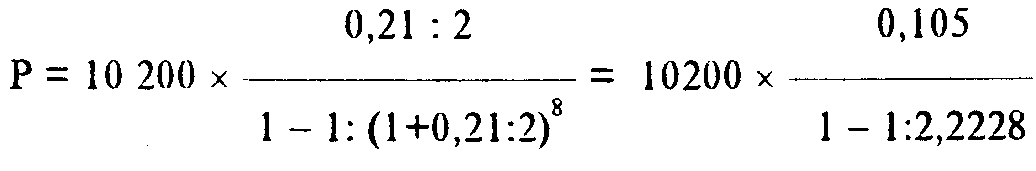 0,21 : 2 0,105
P = 10 200 × = 10200 ×
1 – 1: (1+0,21:2)⁸ 1 – 1:2,2228